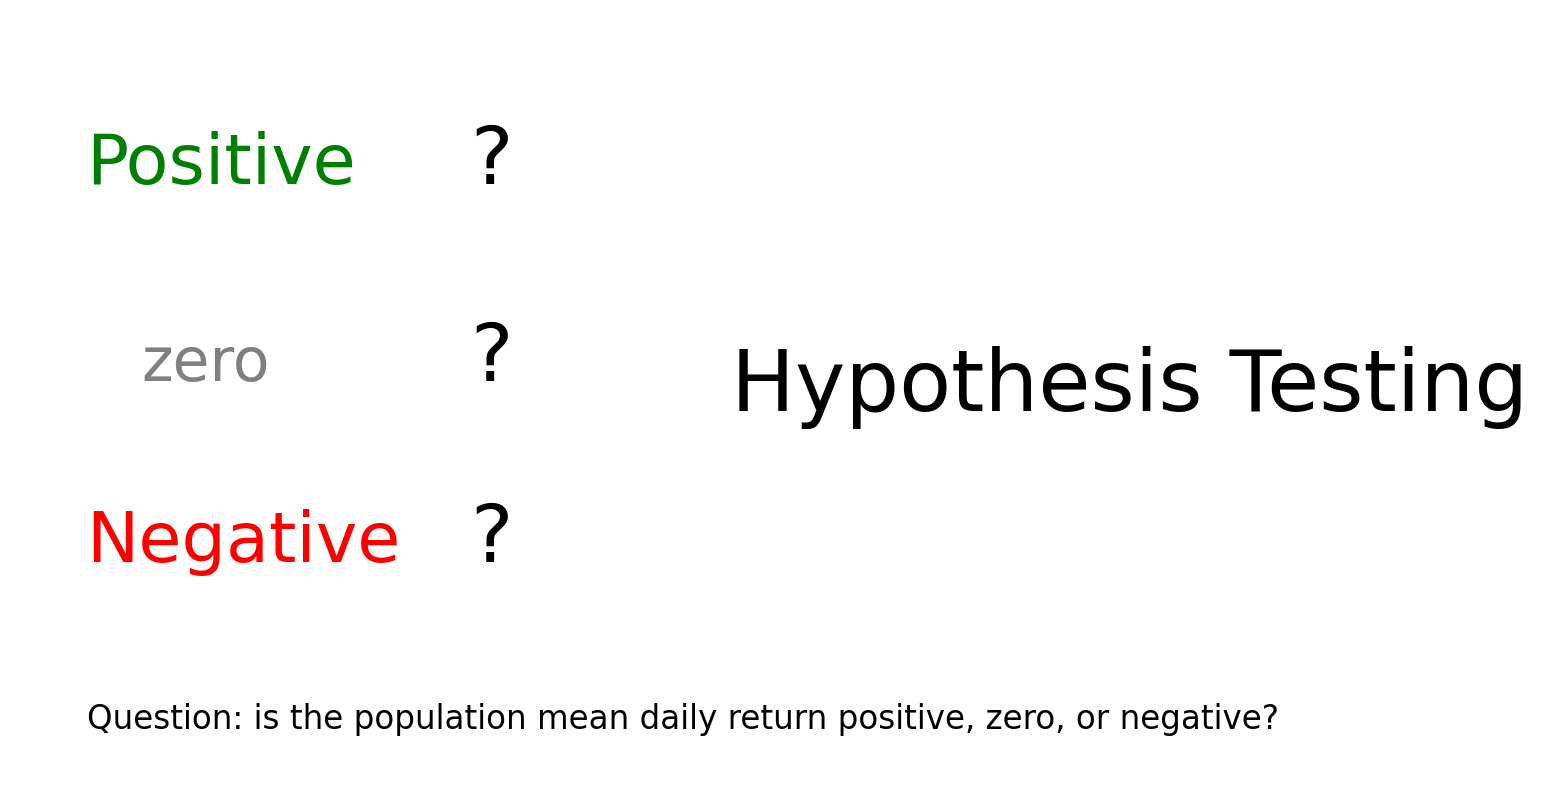 Positive ?
zero ?
Hypothesis Testing
Negative ?
Question: is the population mean daily return positive, zero, or negative?